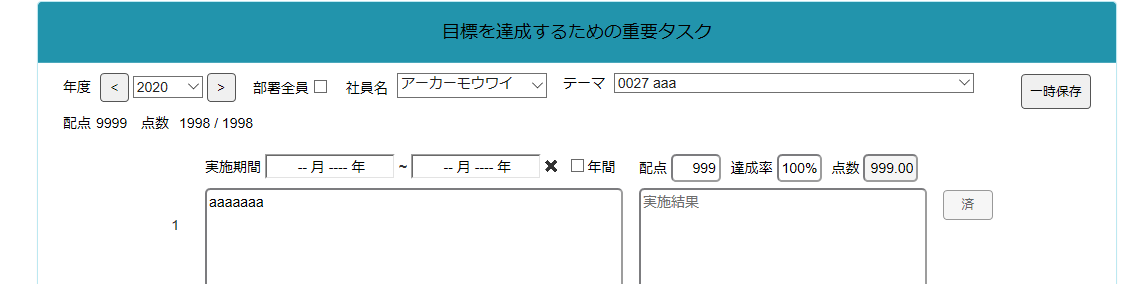 目標を達成するための重要タスク
年度 < 2020 > 部署全員 社員名 アーカーモウワイ テーマ 0027 aaa 一時保存
配点 9999 点数 1998 / 1998
実施期間 -- 月 ---- 年 ~ -- 月 ---- 年 ✖ 年間 配点 999 達成率 100% 点数 999.00
1 aaaaaaa 実施結果 済